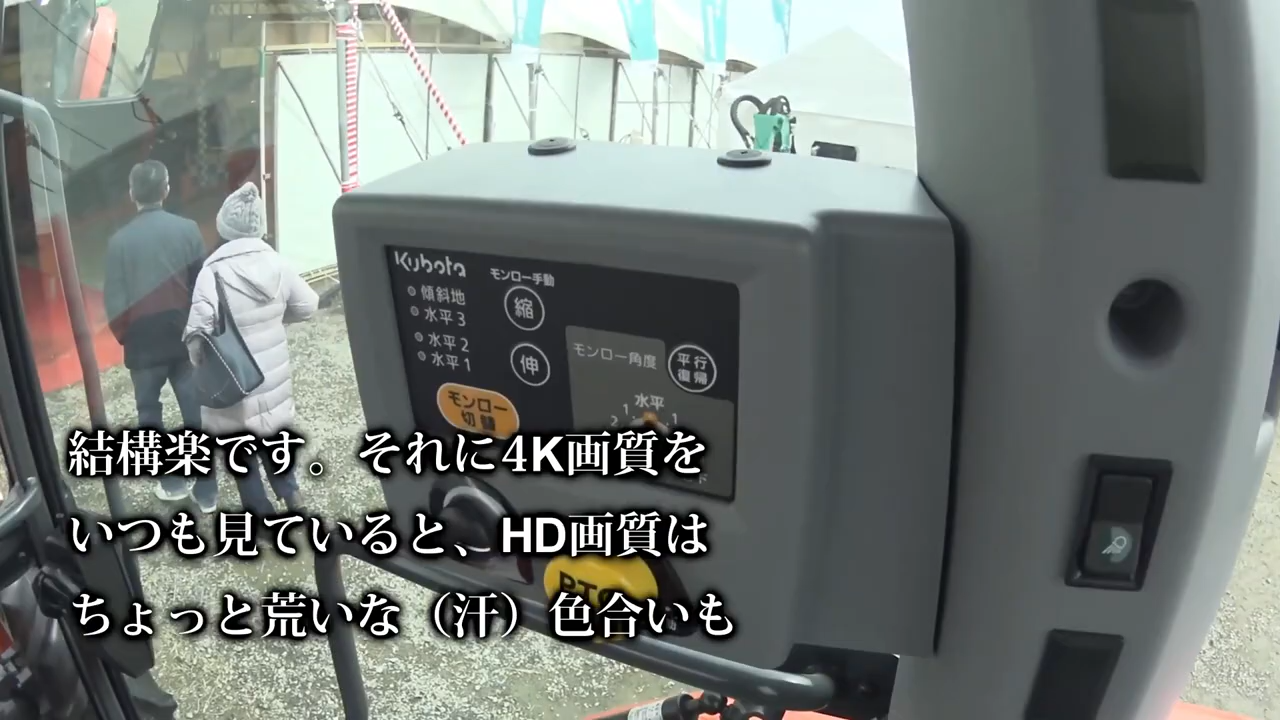 Kubota
モンロー手動
傾斜地
縮
水平3
水平2
水平1
伸
モンロー角度
平行
復帰
水平
2 1 1
モンロー
切替
結構楽です。それに4K画質を
いつも見ていると、HD画質は
ちょっと荒いな（汗）色合いも